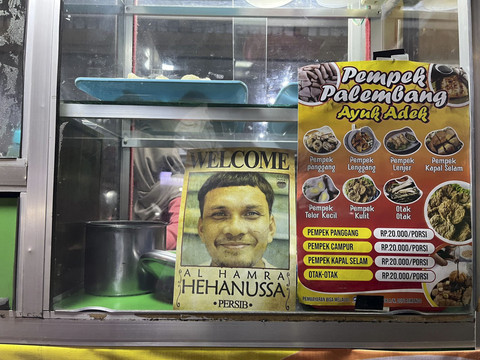 WELCOME
AL HAMRA
HEHANUSSA
PERSIB
Pempek
Palembang
Ayuk Adek
Pempek
panggang
Pempek
Lenggang
Pempek
Lenjer
Pempek
Kapal Selam
Pempek
Telor Kecil
Pempek
Kulit
Otak
Otak
PEMPEK PANGGANG RP.20.000/PORSI
PEMPEK CAMPUR RP.20.000/PORSI
PEMPEK KAPAL SELAM RP.20.000/PORSI
OTAK-OTAK RP.20.000/PORSI
PEMBAYARAN BISA